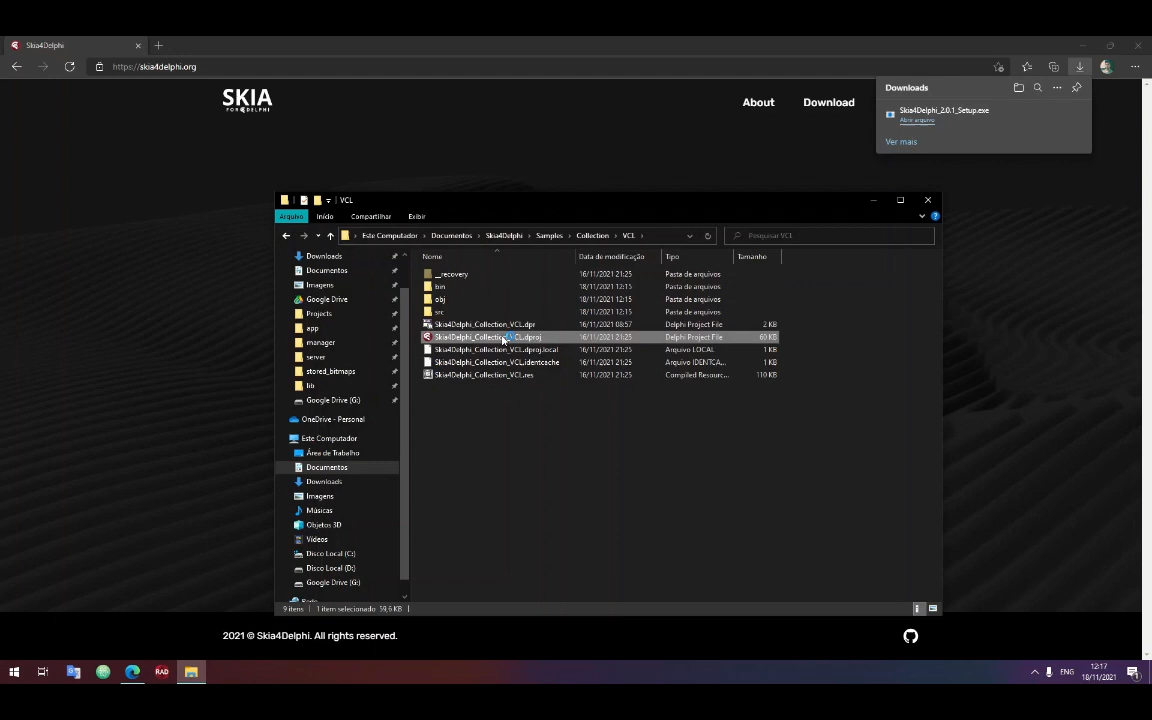 Skia4Delphi
https://skia4delphi.org
SKIA
FOR DELPHI
About
Download
Downloads
Skia4Delphi_2.0.1_Setup.exe
Abrir arquivo
Ver mais
VCL
Arquivo
Início
Compartilhar
Exibir
Este Computador
Documentos
Skia4Delphi
Samples
Collection
VCL
Pesquisar VCL
Nome
Data de modificação
Tipo
Tamanho
__recovery 16/11/2021 21:25 Pasta de arquivos
bin 18/11/2021 12:15 Pasta de arquivos
obj 18/11/2021 12:15 Pasta de arquivos
src 16/11/2021 21:25 Pasta de arquivos
Skia4Delphi_Collection_VCL.dpr 16/11/2021 08:57 Delphi Project File 2 KB
Skia4Delphi_Collection_VCL.dproj 16/11/2021 21:25 Delphi Project File 60 KB
Skia4Delphi_Collection_VCL.dproj.local 16/11/2021 21:25 Arquivo LOCAL 1 KB
Skia4Delphi_Collection_VCL.identcache 16/11/2021 21:25 Arquivo IDENTCA... 1 KB
Skia4Delphi_Collection_VCL.res 16/11/2021 21:25 Compiled Resourc... 110 KB
Downloads
Documentos
Imagens
Google Drive
Projects
app
manager
server
stored_bitmaps
lib
Google Drive (G:)
OneDrive - Personal
Este Computador
Área de Trabalho
Documentos
Downloads
Imagens
Músicas
Objetos 3D
Vídeos
Disco Local (C:)
Disco Local (D:)
Google Drive (G:)
9 itens
1 item selecionado 59,6 KB
2021 © Skia4Delphi. All rights reserved.
RAD
ENG
12:17
18/11/2021